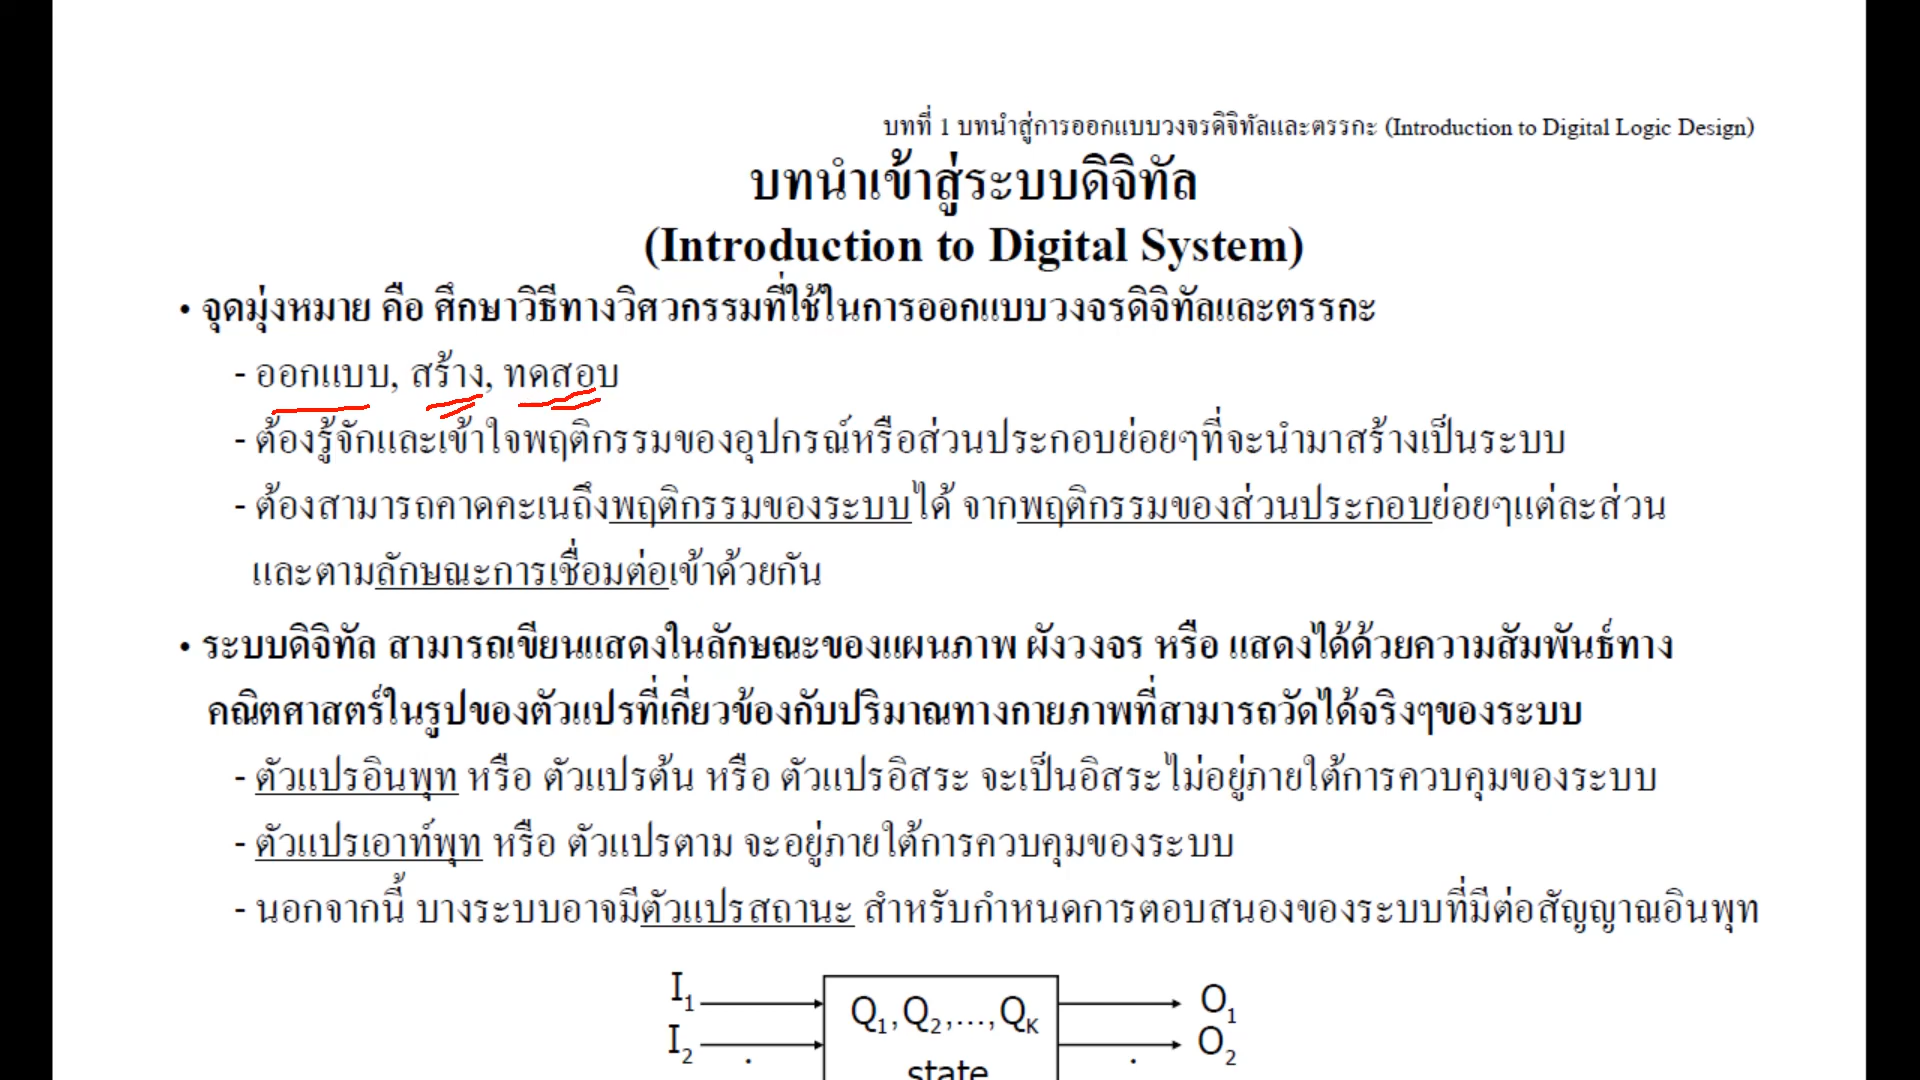 บทที่ 1 บทนำสู่การออกแบบวงจรดิจิทัลและตรรกะ (Introduction to Digital Logic Design)
บทนำเข้าสู่ระบบดิจิทัล
(Introduction to Digital System)
• จุดมุ่งหมาย คือ ศึกษาวิธีทางวิศวกรรมที่ใช้ในการออกแบบวงจรดิจิทัลและตรรกะ
- ออกแบบ, สร้าง, ทดสอบ
- ต้องรู้จักและเข้าใจพฤติกรรมของอุปกรณ์หรือส่วนประกอบย่อยๆที่จะนำมาสร้างเป็นระบบ
- ต้องสามารถคาดคะเนถึงพฤติกรรมของระบบได้ จากพฤติกรรมของส่วนประกอบย่อยๆแต่ละส่วน
และตามลักษณะการเชื่อมต่อเข้าด้วยกัน
• ระบบดิจิทัล สามารถเขียนแสดงในลักษณะของแผนภาพ ผังวงจร หรือ แสดงได้ด้วยความสัมพันธ์ทาง
คณิตศาสตร์ในรูปของตัวแปรที่เกี่ยวข้องกับปริมาณทางกายภาพที่สามารถวัดได้จริงๆของระบบ
- ตัวแปรอินพุท หรือ ตัวแปรต้น หรือ ตัวแปรอิสระ จะเป็นอิสระไม่อยู่ภายใต้การควบคุมของระบบ
- ตัวแปรเอาท์พุท หรือ ตัวแปรตาม จะอยู่ภายใต้การควบคุมของระบบ
- นอกจากนี้ บางระบบอาจมีตัวแปรสถานะ สำหรับกำหนดการตอบสนองของระบบที่มีต่อสัญญาณอินพุท
I1 Q1,Q2,...,QK O1
I2 O2
state